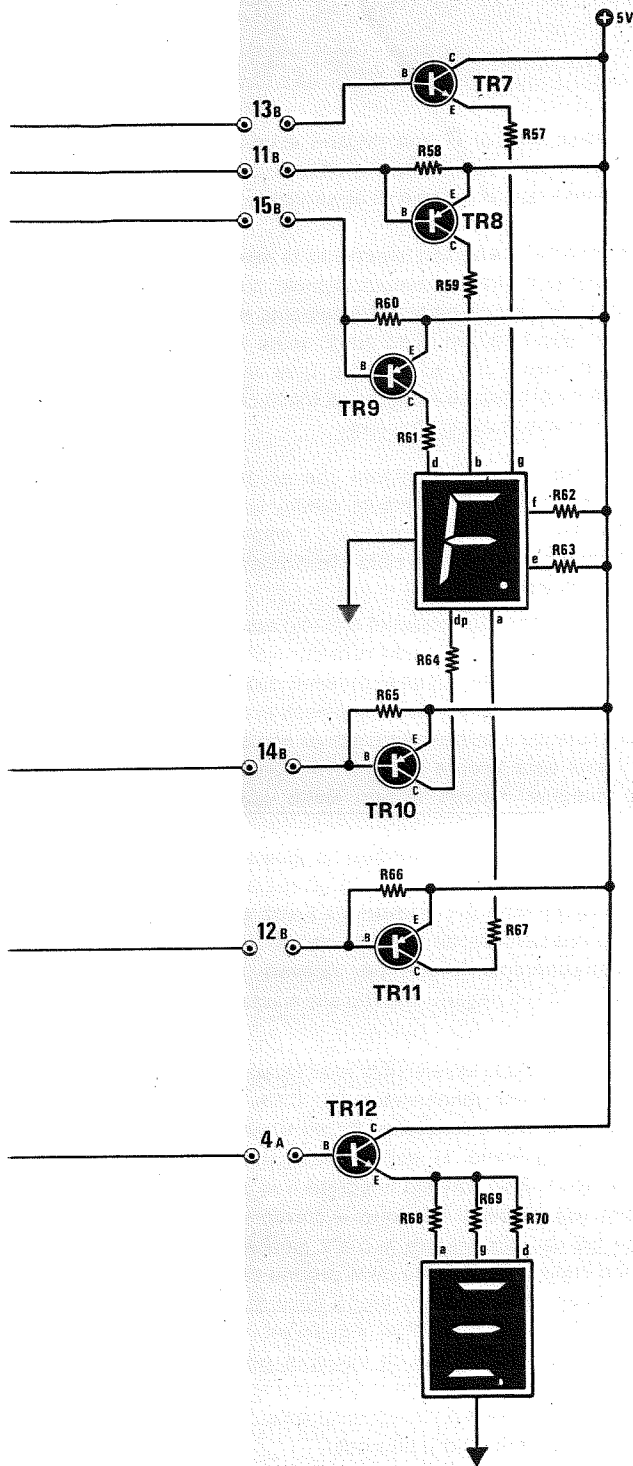 5V
C
B
TR7
E
13B
R57
11B
R58
E
B
TR8
C
15B
R59
R60
E
B
C
TR9
R61
d b g
f R62
e R63
dp a
R64
R65
E
14B
B
C
TR10
R66
E
12B
B
R67
C
TR11
TR12
C
4A
B
E
R68 R69 R70
a g d